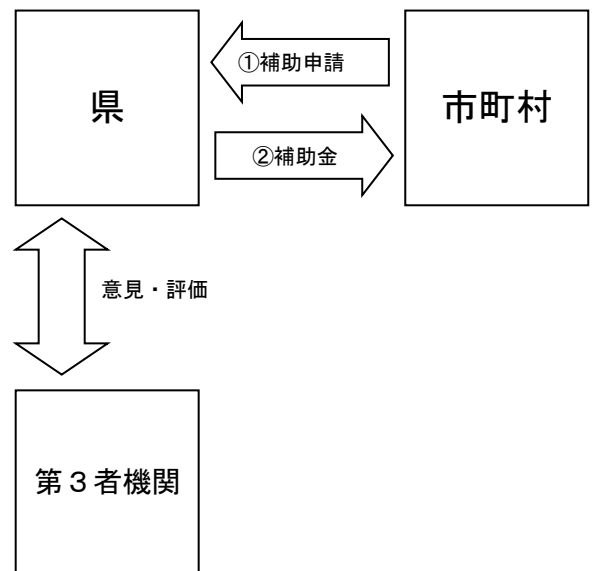 ①補助申請
県
市町村
②補助金
意見・評価
第３者機関